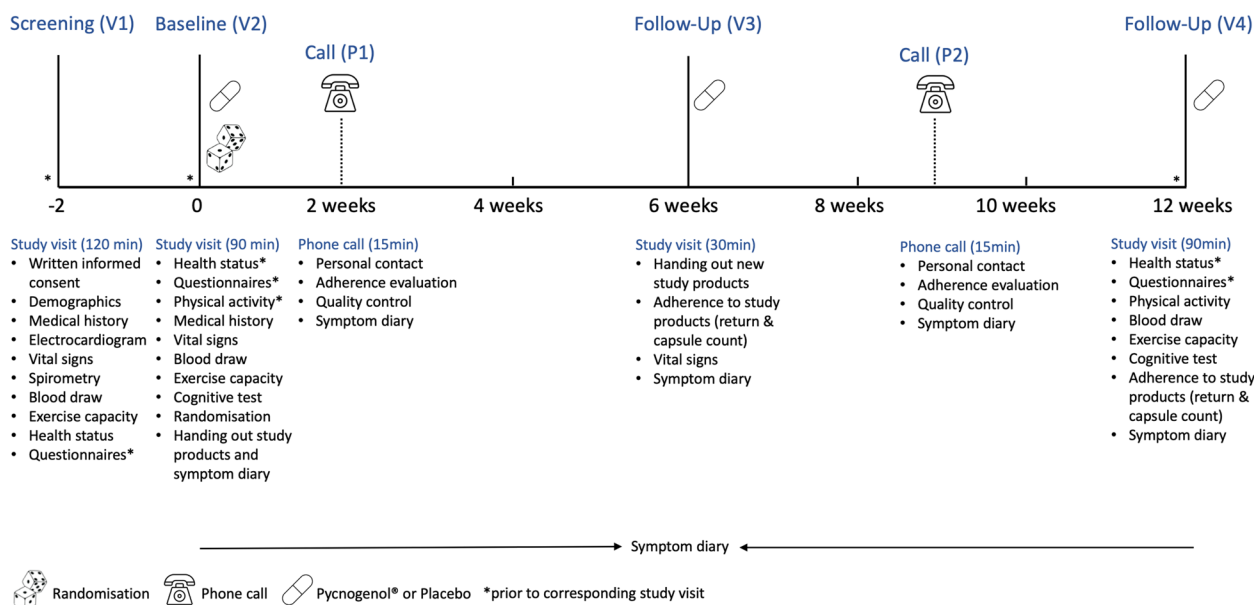 Screening (V1)
Baseline (V2)
Call (P1)
Follow-Up (V3)
Call (P2)
Follow-Up (V4)
*
*
*
-2
0
2 weeks
4 weeks
6 weeks
8 weeks
10 weeks
12 weeks
Study visit (120 min)
• Written informed
consent
• Demographics
• Medical history
• Electrocardiogram
• Vital signs
• Spirometry
• Blood draw
• Exercise capacity
• Health status
• Questionnaires*
Study visit (90 min)
• Health status*
• Questionnaires*
• Physical activity*
• Medical history
• Vital signs
• Blood draw
• Exercise capacity
• Cognitive test
• Randomisation
• Handing out study
products and
symptom diary
Phone call (15min)
• Personal contact
• Adherence evaluation
• Quality control
• Symptom diary
Study visit (30min)
• Handing out new
study products
• Adherence to study
products (return &
capsule count)
• Vital signs
• Symptom diary
Phone call (15min)
• Personal contact
• Adherence evaluation
• Quality control
• Symptom diary
Study visit (90min)
• Health status*
• Questionnaires*
• Physical activity
• Blood draw
• Exercise capacity
• Cognitive test
• Adherence to study
products (return &
capsule count)
• Symptom diary
Symptom diary
Randomisation
Phone call
Pycnogenol® or Placebo
*prior to corresponding study visit